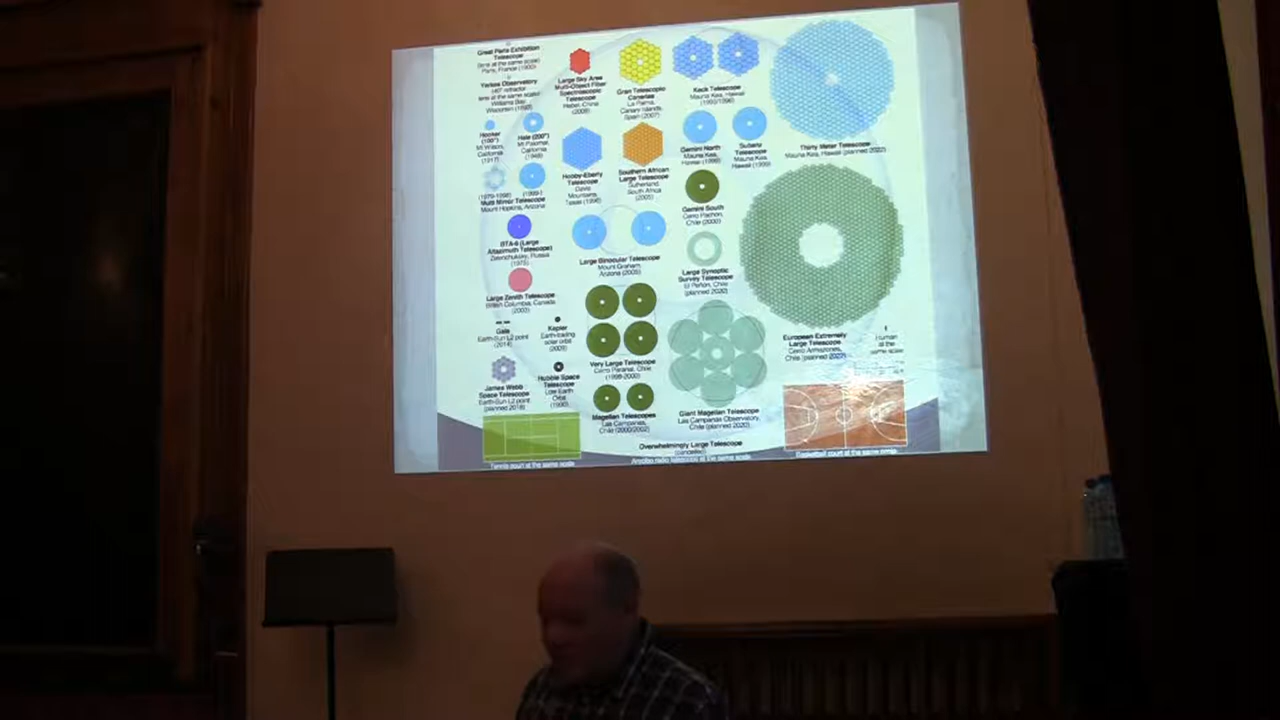 Great Paris Exhibition
Telescope
(lens at the same scale)
Paris, France (1900)
Yerkes Observatory
(40" refractor
lens at the same scale)
Williams Bay,
Wisconsin (1893)
Hooker
(100")
Mt Wilson,
California
(1917)
Hale (200")
Mt Palomar,
California
(1948)
(1979-1998)
(1999-)
Multi Mirror Telescope
Mount Hopkins, Arizona
BTA-6 (Large
Altazimuth Telescope)
Zelenchuksky, Russia
(1975)
Large Zenith Telescope
British Columbia, Canada
(2003)
Gaia
Earth-Sun L2 point
(2014)
Kepler
Earth-trailing
solar orbit
(2009)
James Webb
Space Telescope
Earth-Sun L2 point
(planned 2018)
Hubble Space
Telescope
Low Earth
Orbit
(1990)
Tennis court at the same scale
Large Sky Area
Multi-Object Fiber
Spectroscopic
Telescope
Hebei, China
(2009)
Gran Telescopio
Canarias
La Palma,
Canary Islands,
Spain (2007)
Keck Telescope
Mauna Kea, Hawaii
(1993/1996)
Hobby-Eberly
Telescope
Davis
Mountains,
Texas (1996)
Southern African
Large Telescope
Sutherland,
South Africa
(2005)
Gemini North
Mauna Kea,
Hawaii (1999)
Subaru
Telescope
Mauna Kea,
Hawaii (1999)
Thirty Meter Telescope
Mauna Kea, Hawaii (planned 2022)
Gemini South
Cerro Pachón,
Chile (2000)
Large Binocular Telescope
Mount Graham,
Arizona (2005)
Large Synoptic
Survey Telescope
El Peñón, Chile
(planned 2020)
Very Large Telescope
Cerro Paranal, Chile
(1998-2000)
Magellan Telescopes
Las Campanas,
Chile (2000/2002)
Giant Magellan Telescope
Las Campanas Observatory,
Chile (planned 2020)
European Extremely
Large Telescope
Cerro Armazones,
Chile (planned 2022)
Human
at the
same scale
Overwhelmingly Large Telescope
(cancelled)
Arecibo radio telescope at the same scale
Basketball court at the same scale